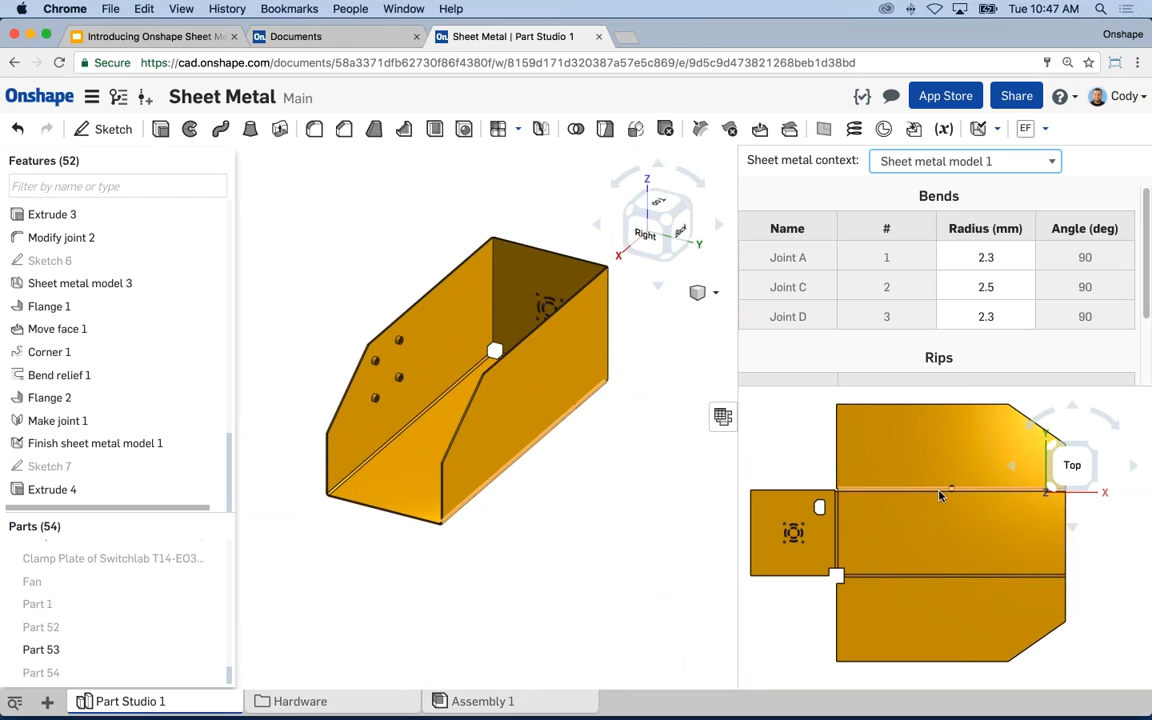 Chrome File Edit View History Bookmarks People Window Help Tue 10:47 AM
Introducing Onshape Sheet Me × Documents × Sheet Metal | Part Studio 1 × Onshape
Secure https://cad.onshape.com/documents/58a3371dfb62730f86f4380f/w/8159d171d320387a57e5c869/e/9d5c9d473821268beb1d38bd
Onshape Sheet Metal Main App Store Share Cody
Sketch (x) EF
Features (52)
Filter by name or type
Extrude 3
Modify joint 2
Sketch 6
Sheet metal model 3
Flange 1
Move face 1
Corner 1
Bend relief 1
Flange 2
Make joint 1
Finish sheet metal model 1
Sketch 7
Extrude 4
Parts (54)
Clamp Plate of Switchlab T14-EO3...
Fan
Part 1
Part 52
Part 53
Part 54
Z
Top
Right
Back
X
Y
Sheet metal context: Sheet metal model 1
Bends
Name # Radius (mm) Angle (deg)
Joint A 1 2.3 90
Joint C 2 2.5 90
Joint D 3 2.3 90
Rips
Y
Top
Z
X
Part Studio 1 Hardware Assembly 1